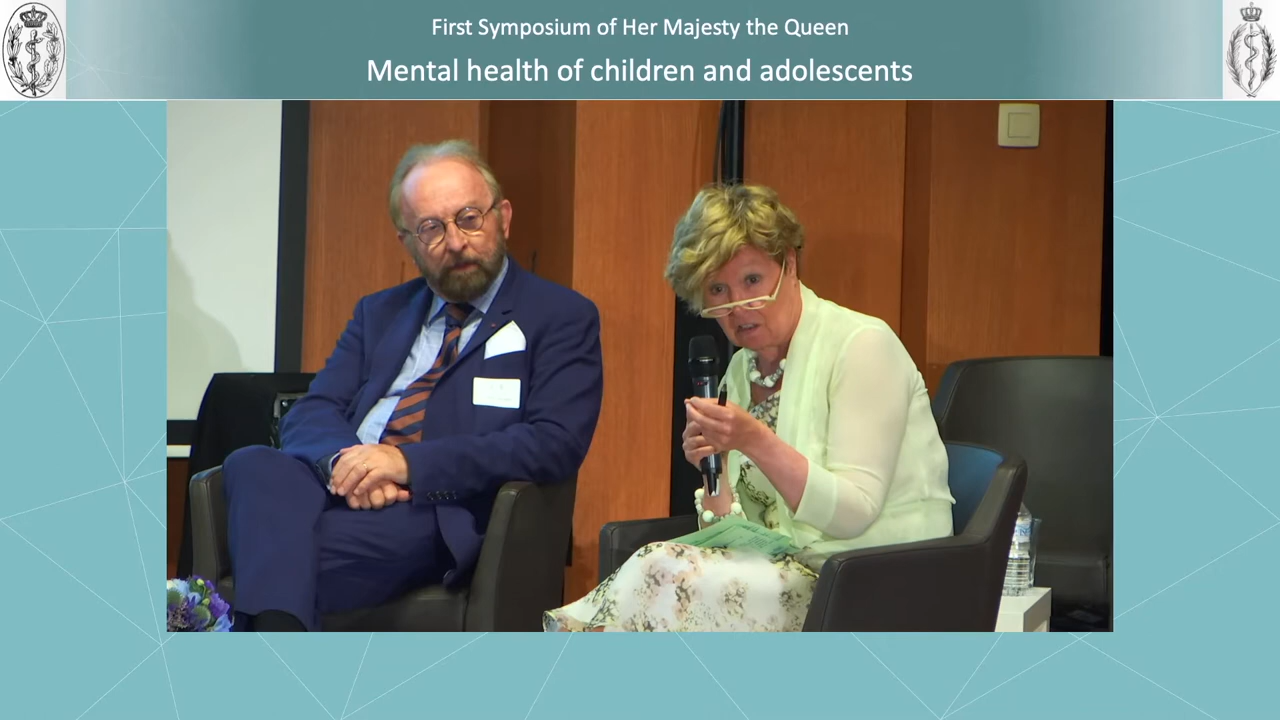 First Symposium of Her Majesty the Queen
Mental health of children and adolescents